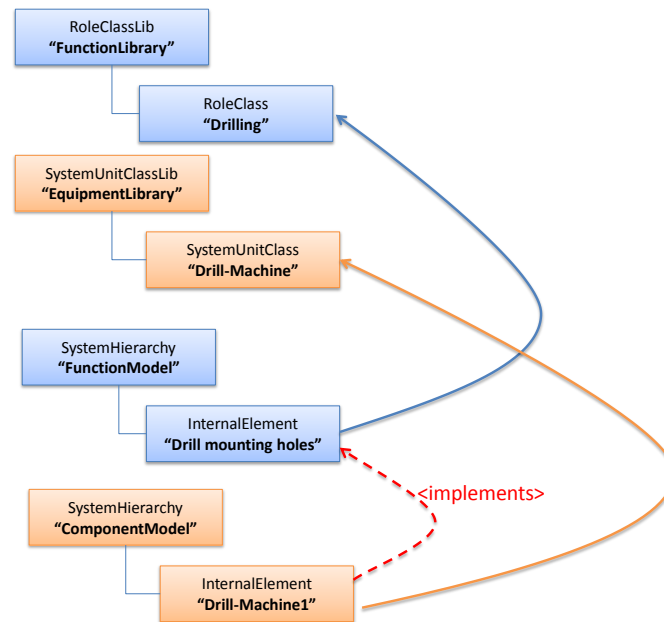 RoleClassLib
“FunctionLibrary”
RoleClass
“Drilling”
SystemUnitClassLib
“EquipmentLibrary”
SystemUnitClass
“Drill-Machine”
SystemHierarchy
“FunctionModel”
InternalElement
“Drill mounting holes”
<implements>
SystemHierarchy
“ComponentModel”
InternalElement
“Drill-Machine1”